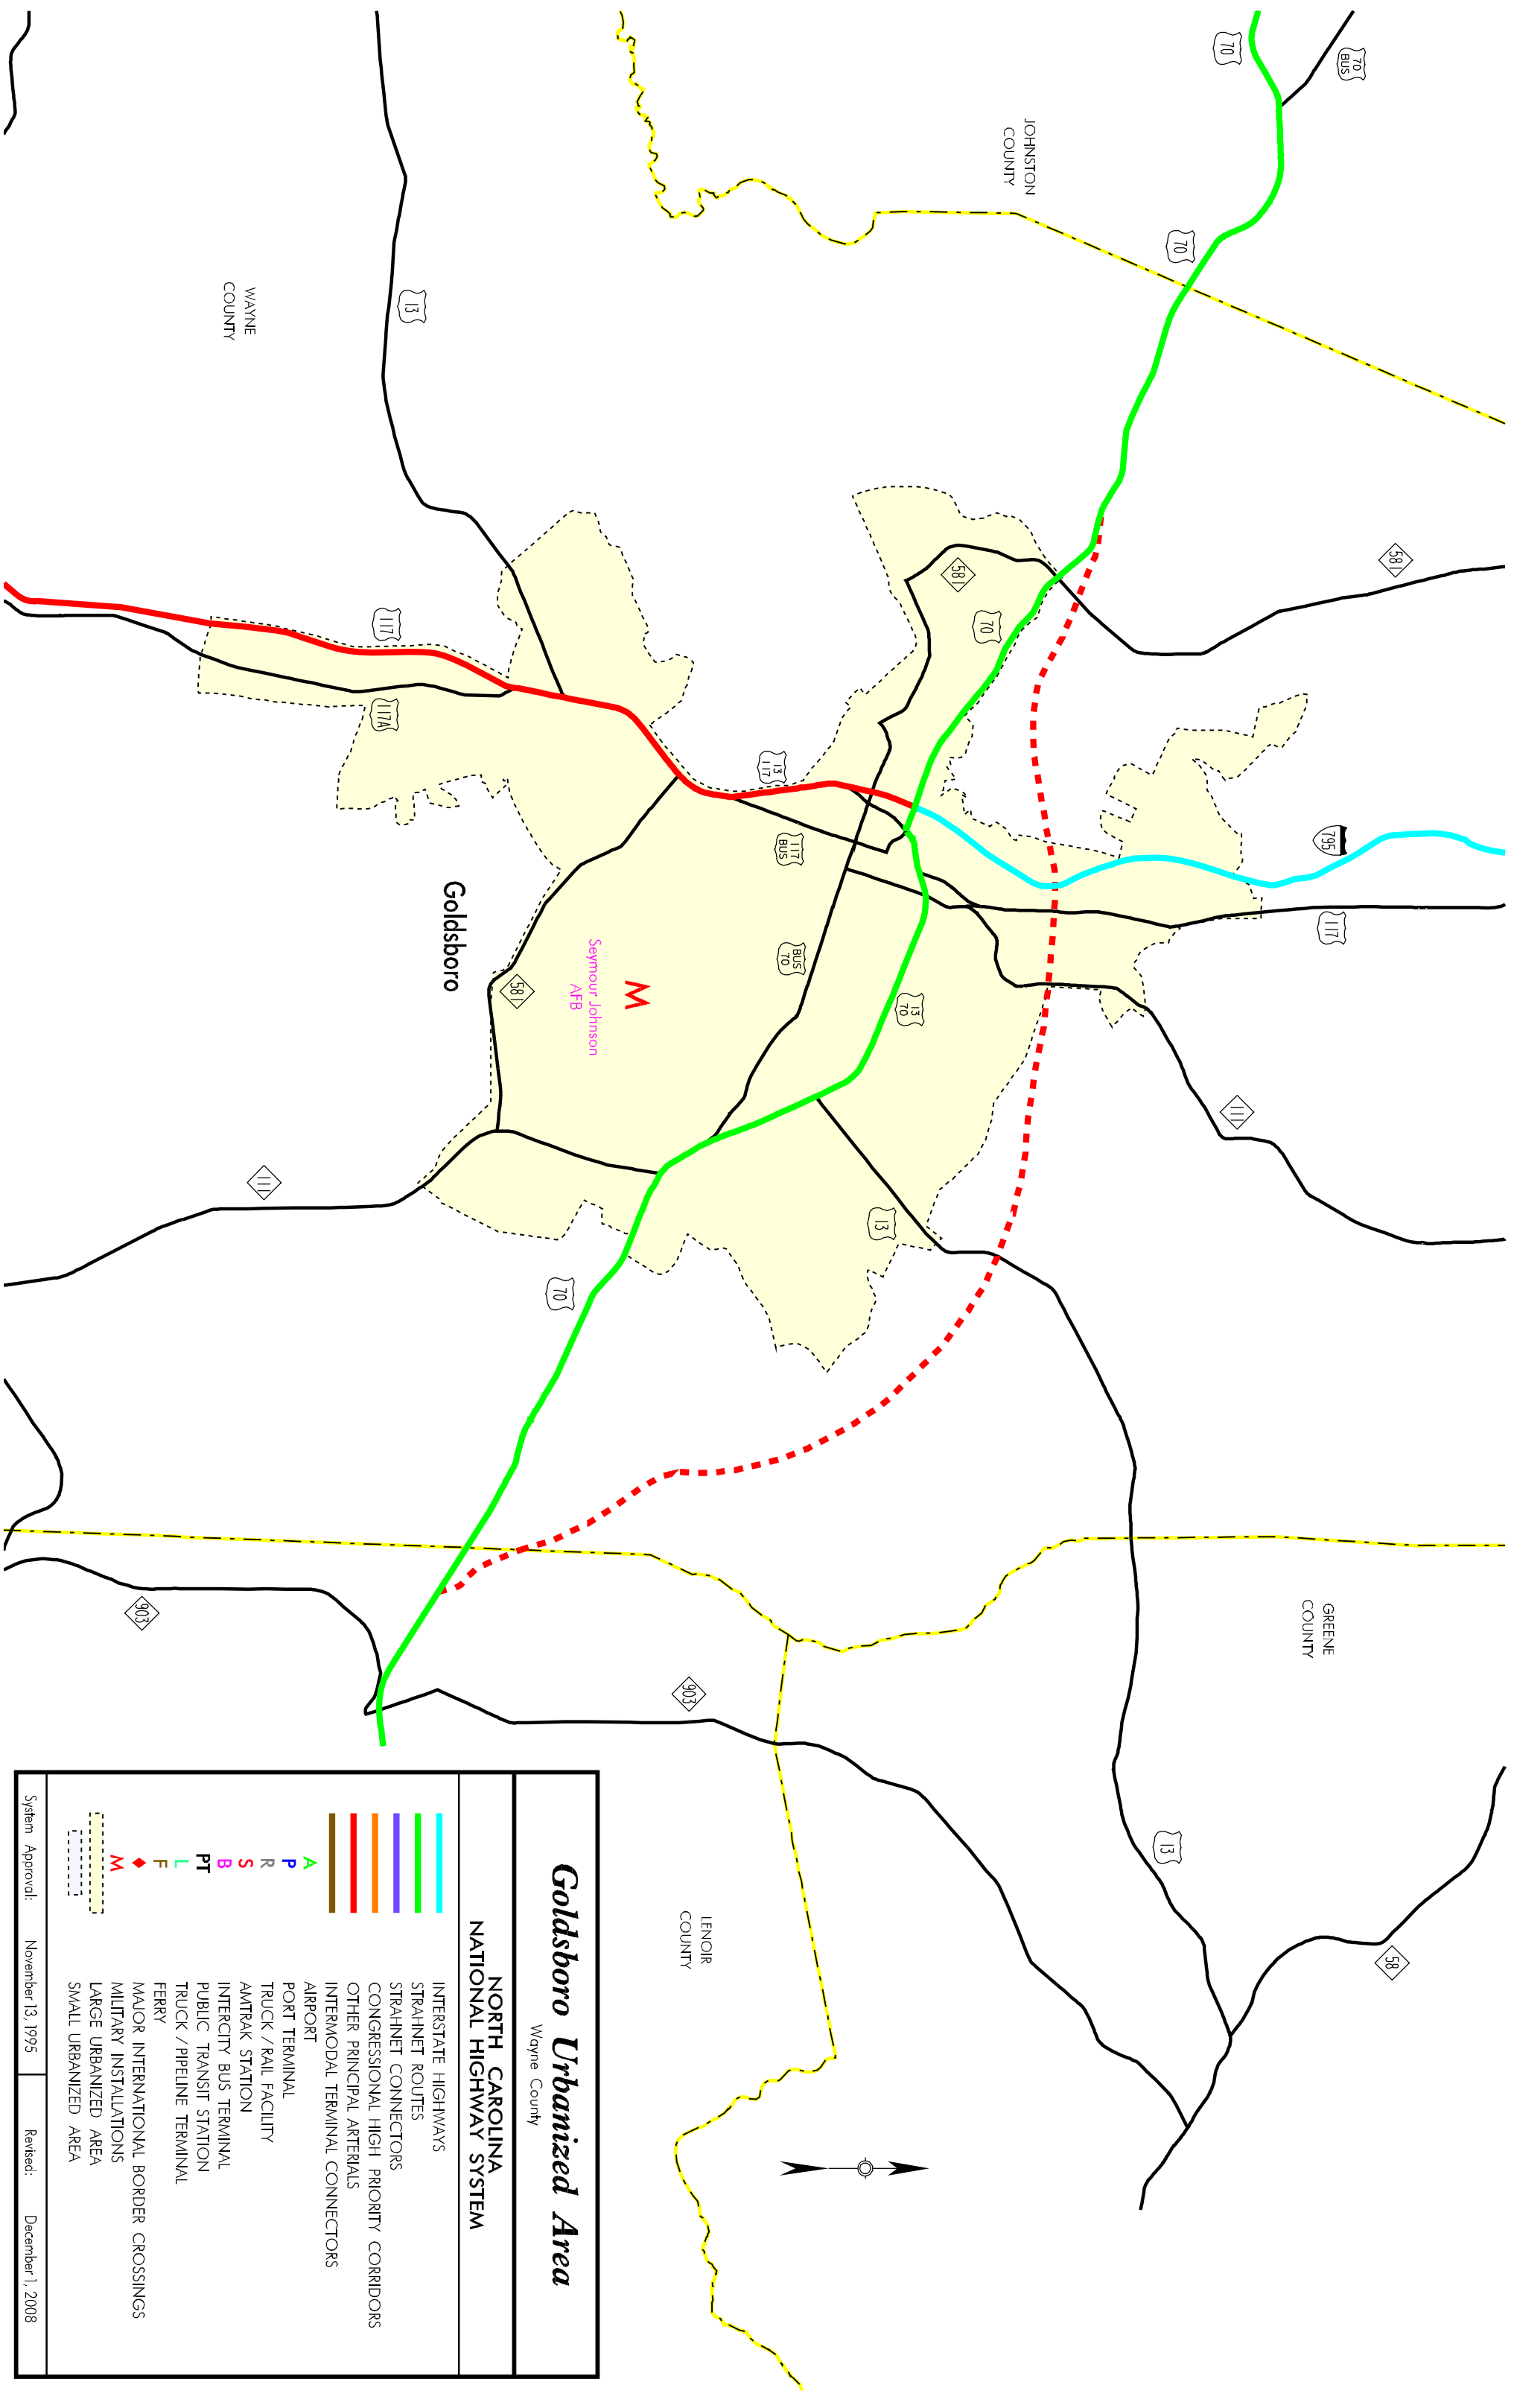 70
BUS
70
JOHNSTON
COUNTY
70
WAYNE
COUNTY
13
581
581
70
117
117A
13
117
795
117
BUS
117
Goldsboro
BUS
70
Seymour Johnson
AFB
M
581
13
70
111
111
13
70
GREENE
COUNTY
903
903
13
58
LENOIR
COUNTY
Goldsboro Urbanized Area
Wayne County
NORTH CAROLINA
NATIONAL HIGHWAY SYSTEM
INTERSTATE HIGHWAYS
STRAHNET ROUTES
STRAHNET CONNECTORS
CONGRESSIONAL HIGH PRIORITY CORRIDORS
OTHER PRINCIPAL ARTERIALS
INTERMODAL TERMINAL CONNECTORS
A AIRPORT
P PORT TERMINAL
R TRUCK / RAIL FACILITY
S AMTRAK STATION
B INTERCITY BUS TERMINAL
PT PUBLIC TRANSIT STATION
L TRUCK / PIPELINE TERMINAL
F FERRY
MAJOR INTERNATIONAL BORDER CROSSINGS
M MILITARY INSTALLATIONS
LARGE URBANIZED AREA
SMALL URBANIZED AREA
System Approval: November 13, 1995 Revised: December 1, 2008